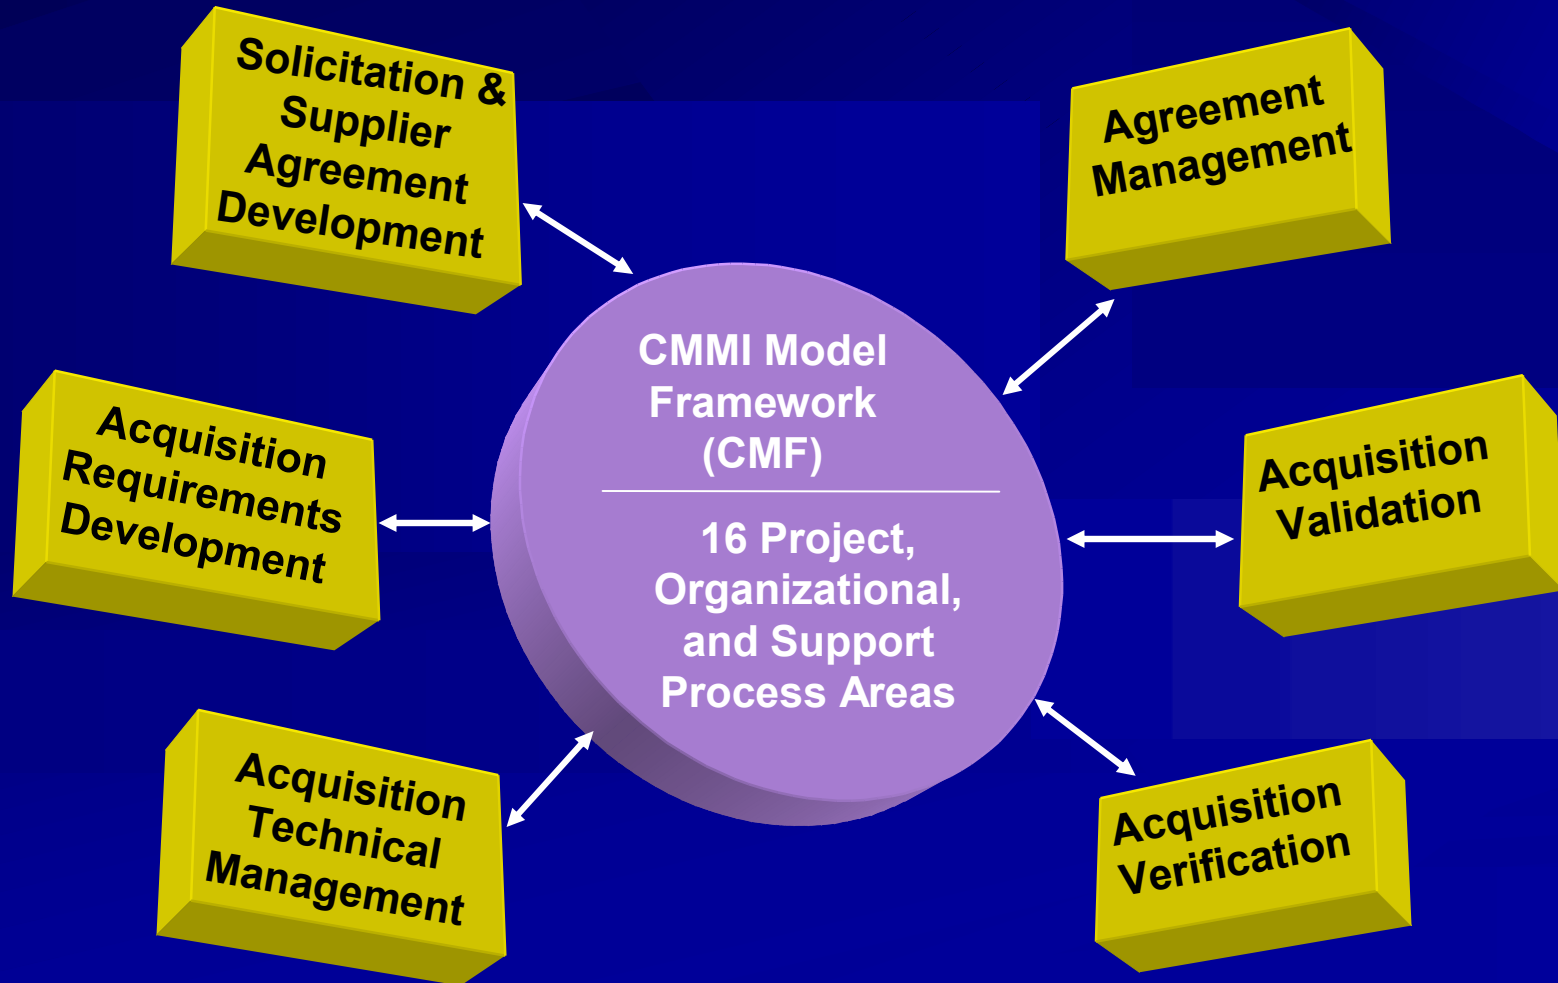 Solicitation &
Supplier
Agreement
Development
Agreement
Management
CMMI Model
Framework
(CMF)
16 Project,
Organizational,
and Support
Process Areas
Acquisition
Requirements
Development
Acquisition
Validation
Acquisition
Technical
Management
Acquisition
Verification